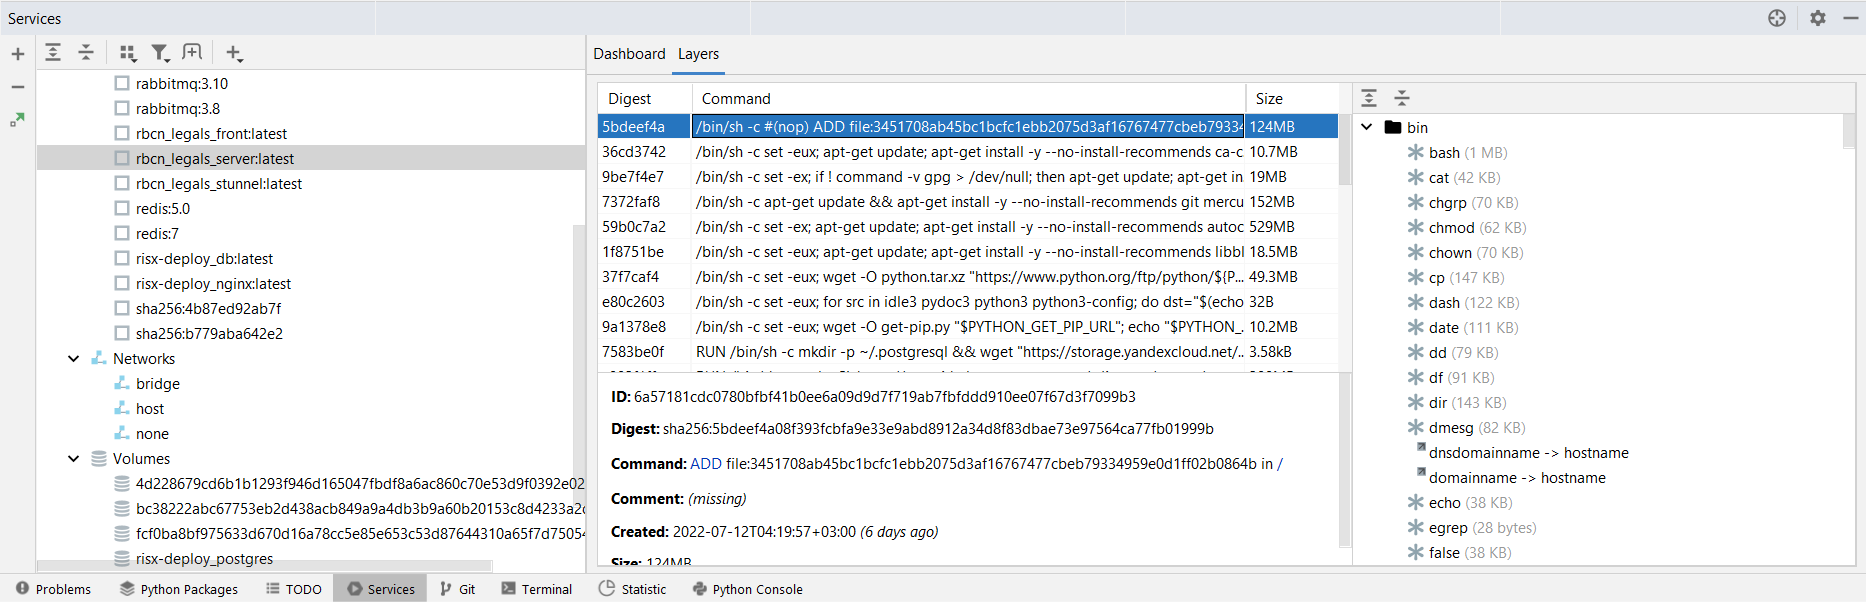 Services
Dashboard Layers
rabbitmq:3.10
rabbitmq:3.8
rbcn_legals_front:latest
rbcn_legals_server:latest
rbcn_legals_stunnel:latest
redis:5.0
redis:7
risx-deploy_db:latest
risx-deploy_nginx:latest
sha256:4b87ed92ab7f
sha256:b779aba642e2
Networks
bridge
host
none
Volumes
4d228679cd6b1b1293f946d165047fbdf8a6ac860c70e53d9f0392e02
bc38222abc67753eb2d438acb849a9a4db3b9a60b20153c8d4233a2
fcf0ba8bf975633d670d16a78cc5e85e653c53d87644310a65f7d75054
risx-deploy_postgres
Digest Command Size
5bdeef4a /bin/sh -c #(nop) ADD file:3451708ab45bc1bcfc1ebb2075d3af16767477cbeb79334 124MB
36cd3742 /bin/sh -c set -eux; apt-get update; apt-get install -y --no-install-recommends ca-c 10.7MB
9be7f4e7 /bin/sh -c set -ex; if ! command -v gpg > /dev/null; then apt-get update; apt-get in 19MB
7372faf8 /bin/sh -c apt-get update && apt-get install -y --no-install-recommends git mercu 152MB
59b0c7a2 /bin/sh -c set -ex; apt-get update; apt-get install -y --no-install-recommends autoc 529MB
1f8751be /bin/sh -c set -eux; apt-get update; apt-get install -y --no-install-recommends libbl 18.5MB
37f7caf4 /bin/sh -c set -eux; wget -O python.tar.xz "https://www.python.org/ftp/python/${P... 49.3MB
e80c2603 /bin/sh -c set -eux; for src in idle3 pydoc3 python3 python3-config; do dst="$(echo 32B
9a1378e8 /bin/sh -c set -eux; wget -O get-pip.py "$PYTHON_GET_PIP_URL"; echo "$PYTHON_... 10.2MB
7583be0f RUN /bin/sh -c mkdir -p ~/.postgresql && wget "https://storage.yandexcloud.net/... 3.58kB
ID: 6a57181cdc0780bfbf41b0ee6a09d9d7f719ab7fbfddd910ee07f67d3f7099b3
Digest: sha256:5bdeef4a08f393fcbfa9e33e9abd8912a34d8f83dbae73e97564ca77fb01999b
Command: ADD file:3451708ab45bc1bcfc1ebb2075d3af16767477cbeb79334959e0d1ff02b0864b in /
Comment: (missing)
Created: 2022-07-12T04:19:57+03:00 (6 days ago)
Size: 124MB
bin
bash (1 MB)
cat (42 KB)
chgrp (70 KB)
chmod (62 KB)
chown (70 KB)
cp (147 KB)
dash (122 KB)
date (111 KB)
dd (79 KB)
df (91 KB)
dir (143 KB)
dmesg (82 KB)
dnsdomainname -> hostname
domainname -> hostname
echo (38 KB)
egrep (28 bytes)
false (38 KB)
Problems Python Packages TODO Services Git Terminal Statistic Python Console